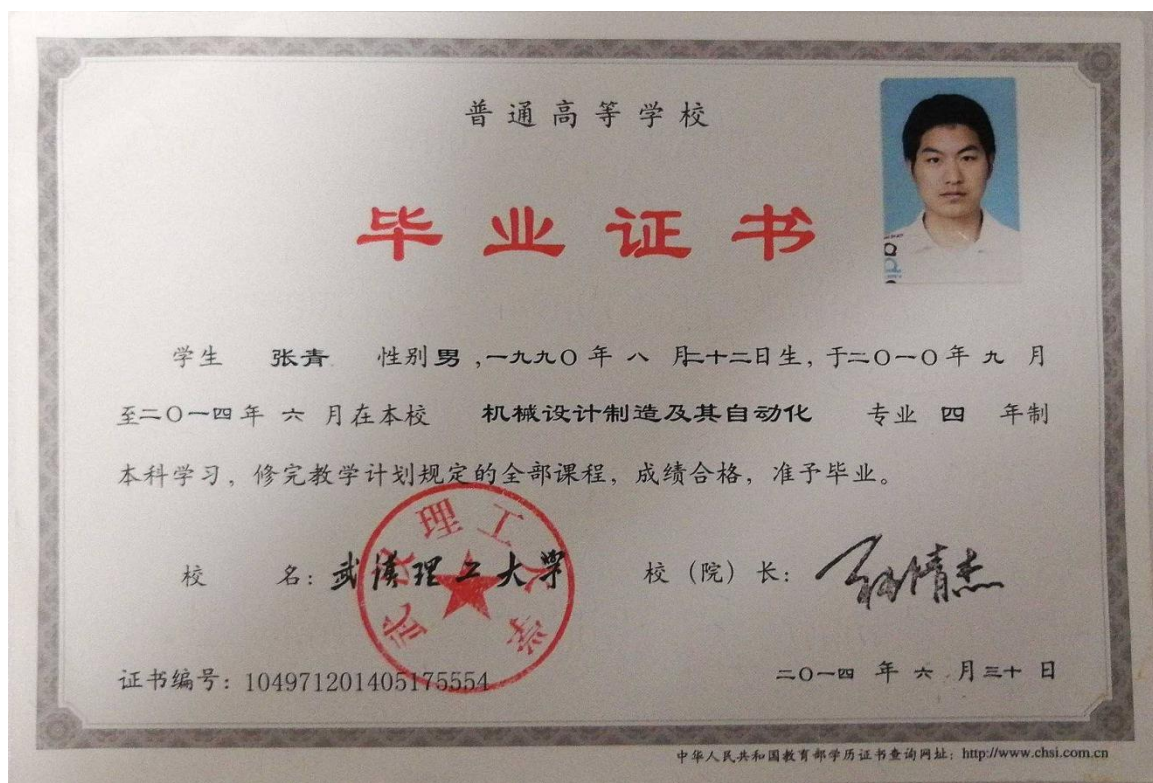 普通高等学校
毕业证书
学生 张青 性别 男 ,一九九〇 年 八 月二十二日生, 于二〇一〇年 九 月
至二〇一四年 六 月在本校 机械设计制造及其自动化 专业 四 年制
本科学习, 修完教学计划规定的全部课程, 成绩合格, 准予毕业。
武汉理工大学
校 名: 武漢理工大学 校 (院) 长:
证书编号: 104971201405175554 二〇一四 年 六 月三十 日
中华人民共和国教育部学历证书查询网址: http://www.chsi.com.cn